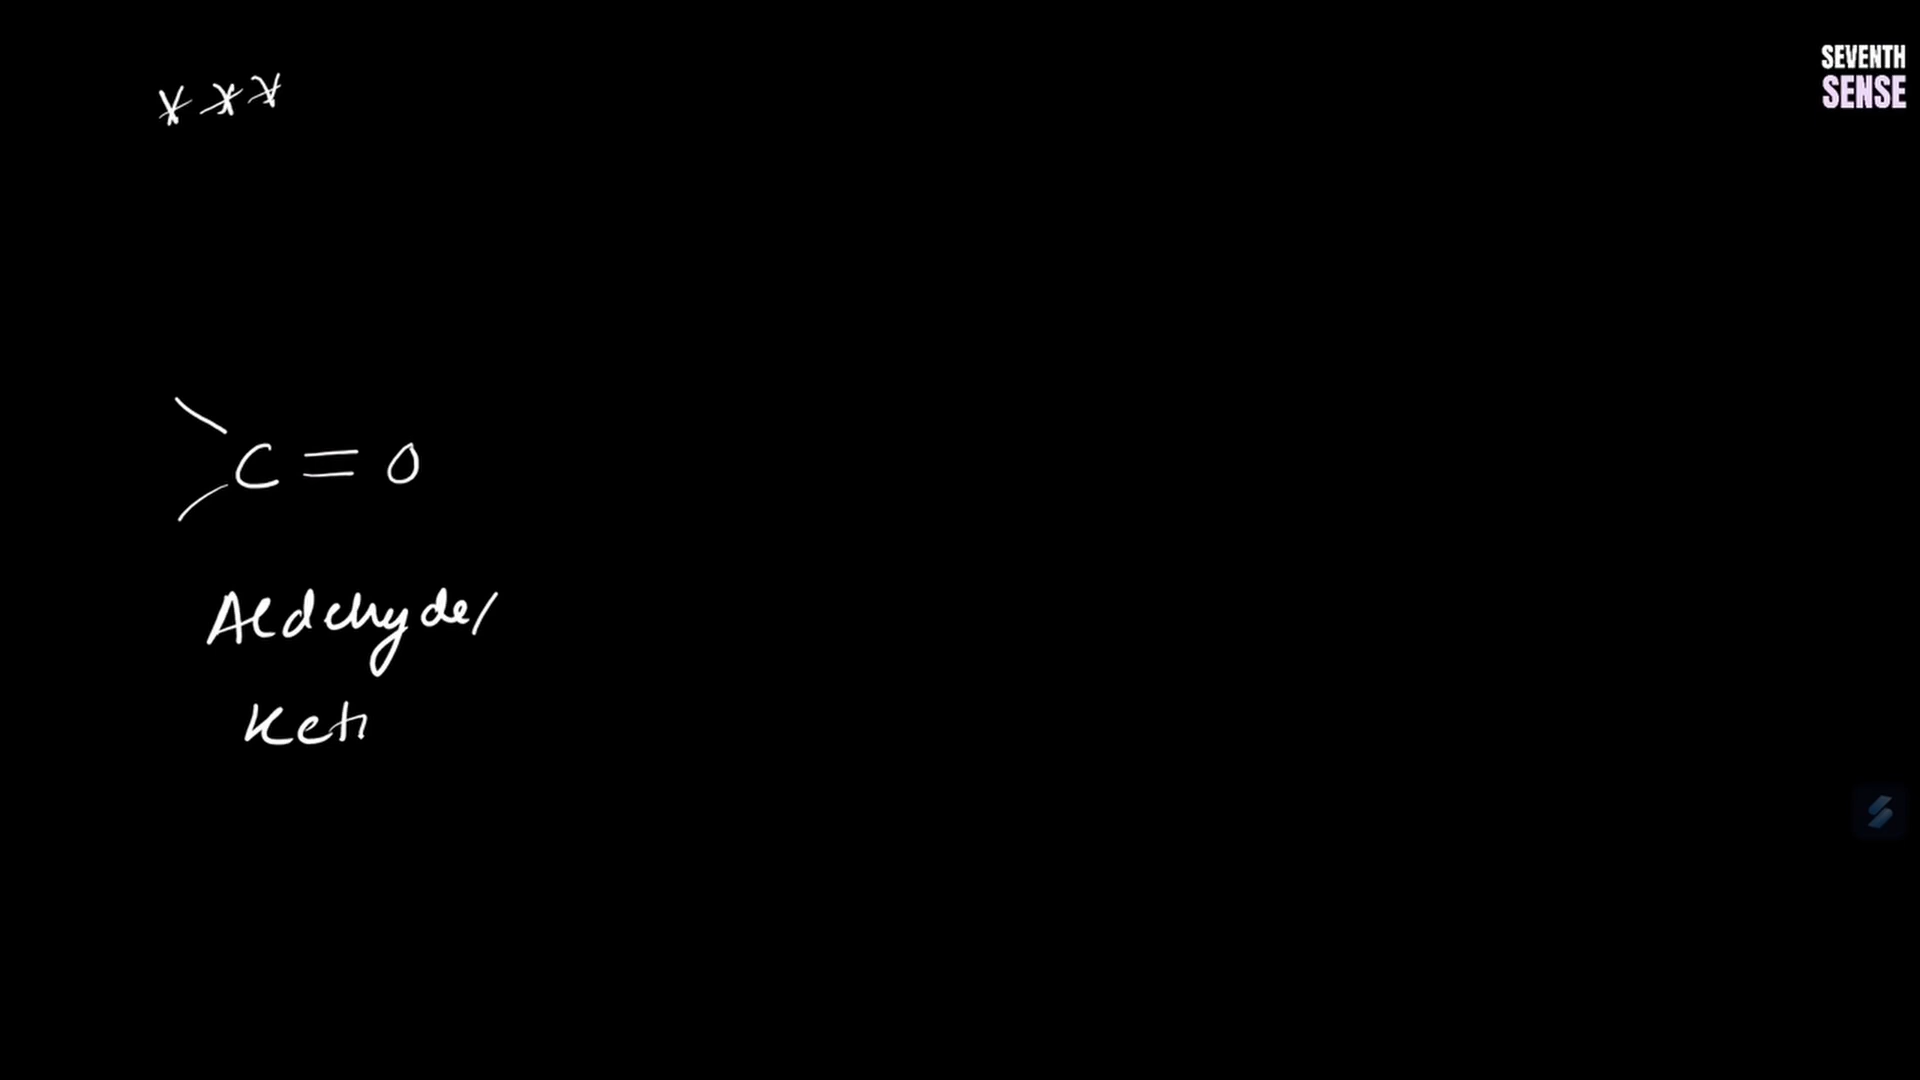 ***
SEVENTH
SENSE
C = O
Aldehyde/
Ket